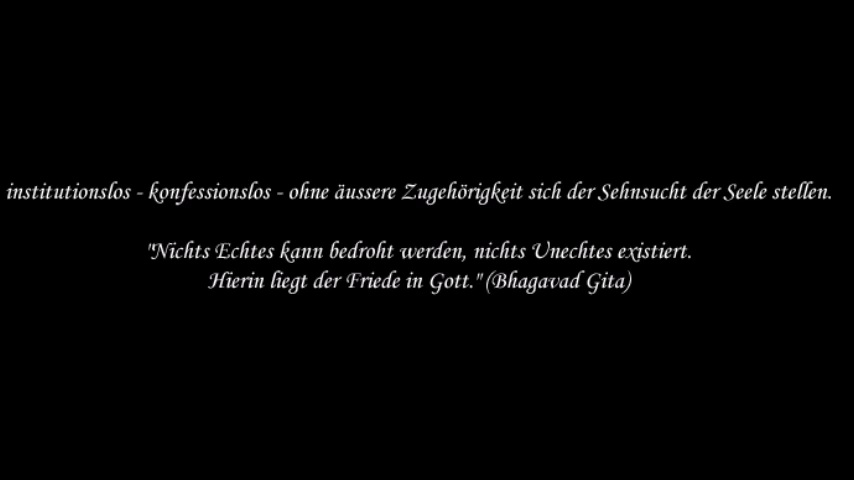 institutionslos - konfessionslos - ohne äussere Zugehörigkeit sich der Sehnsucht der Seele stellen.
"Nichts Echtes kann bedroht werden, nichts Unechtes existiert.
Hierin liegt der Friede in Gott." (Bhagavad Gita)